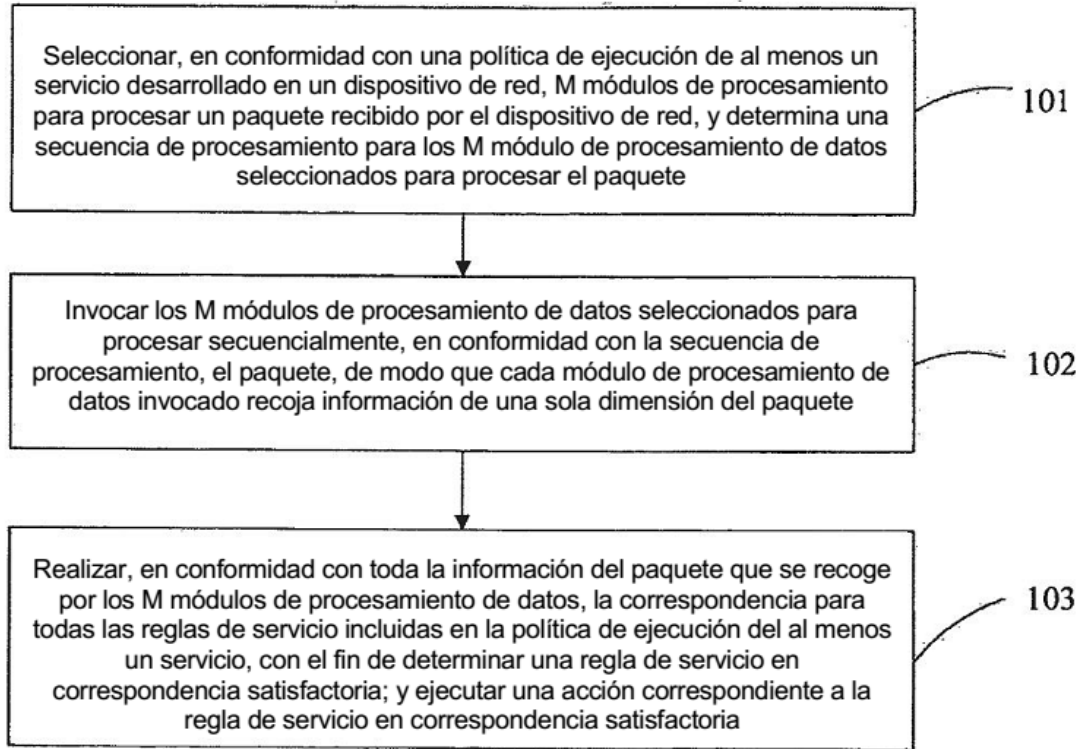 Seleccionar, en conformidad con una política de ejecución de al menos un
servicio desarrollado en un dispositivo de red, M módulos de procesamiento
para procesar un paquete recibido por el dispositivo de red, y determina una
secuencia de procesamiento para los M módulo de procesamiento de datos
seleccionados para procesar el paquete
101
Invocar los M módulos de procesamiento de datos seleccionados para
procesar secuencialmente, en conformidad con la secuencia de
procesamiento, el paquete, de modo que cada módulo de procesamiento de
datos invocado recoja información de una sola dimensión del paquete
102
Realizar, en conformidad con toda la información del paquete que se recoge
por los M módulos de procesamiento de datos, la correspondencia para
todas las reglas de servicio incluidas en la política de ejecución del al menos
un servicio, con el fin de determinar una regla de servicio en
correspondencia satisfactoria; y ejecutar una acción correspondiente a la
regla de servicio en correspondencia satisfactoria
103